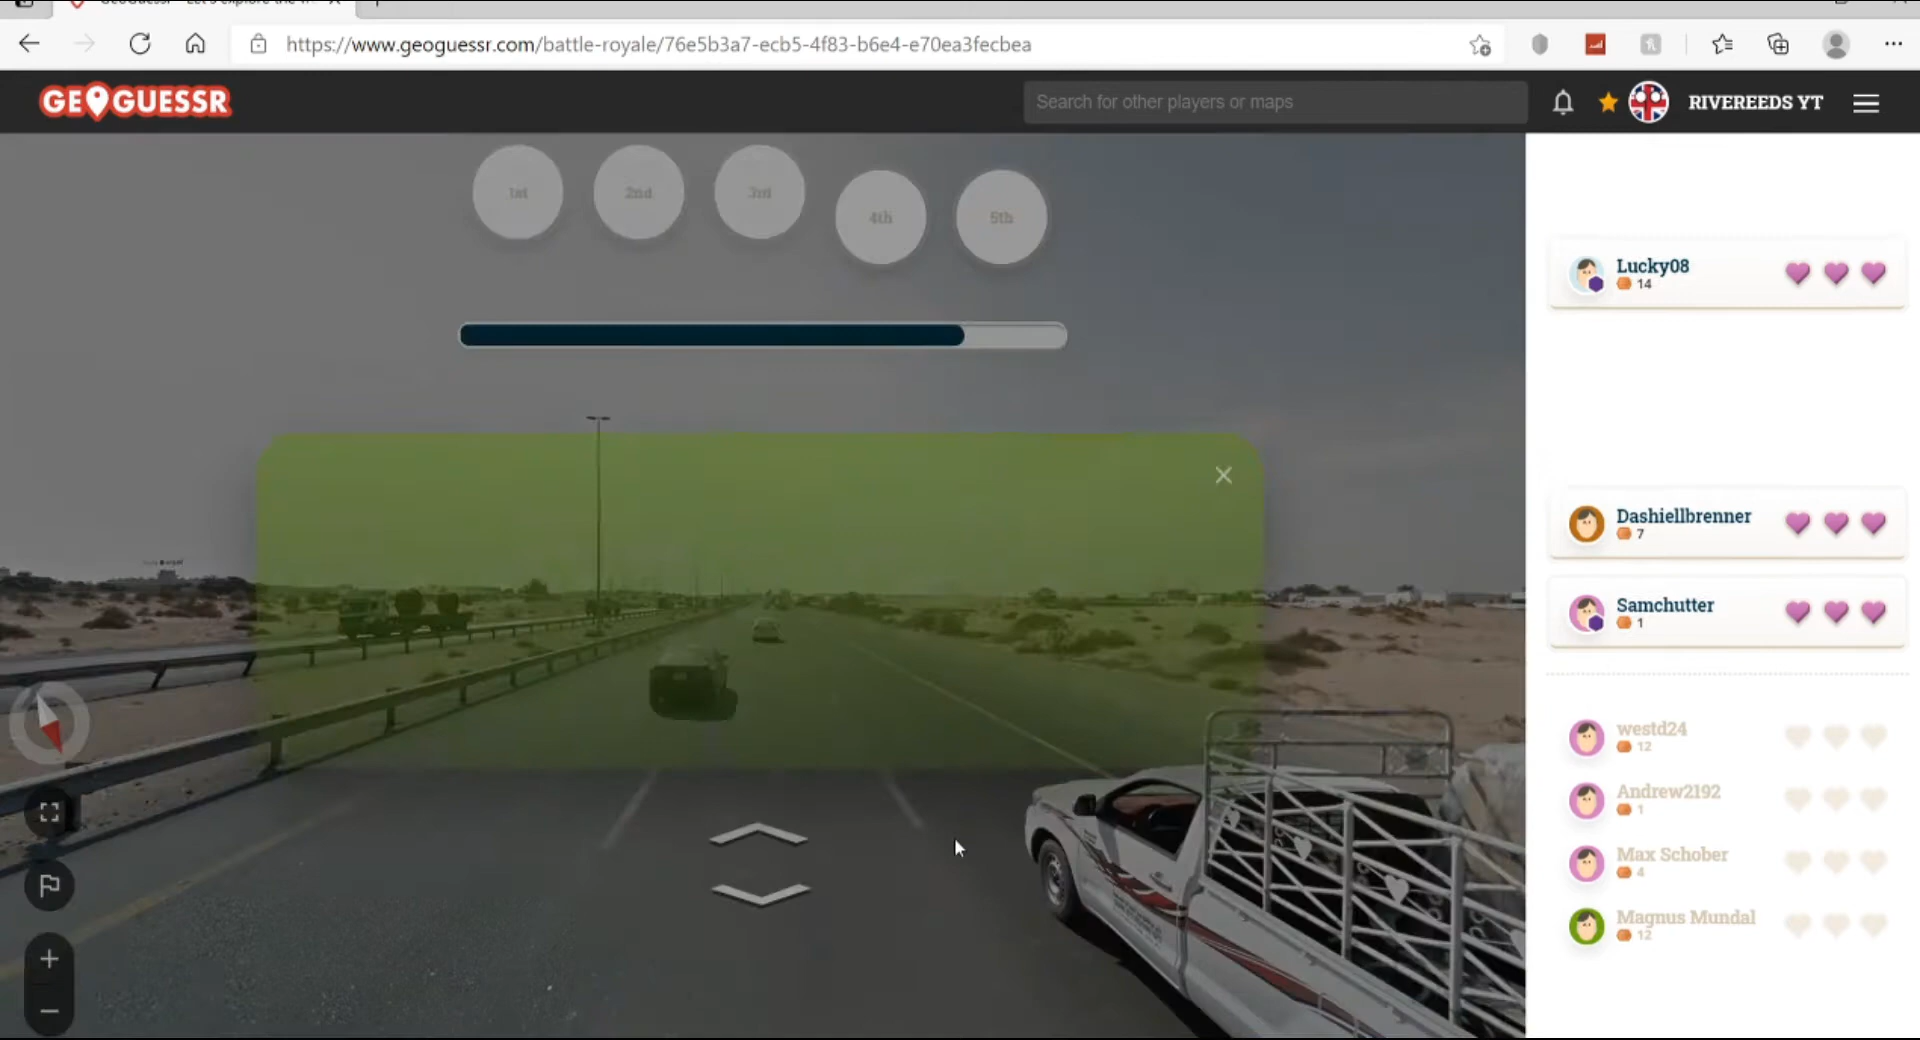 https://www.geoguessr.com/battle-royale/76e5b3a7-ecb5-4f83-b6e4-e70ea3fecbea
GEOGUESSR
Search for other players or maps
RIVEREEDS YT
1st
2nd
3rd
4th
5th
Lucky08
14
Dashiellbrenner
7
Samchutter
1
westd24
12
Andrew2192
1
Max Schober
4
Magnus Mundal
12